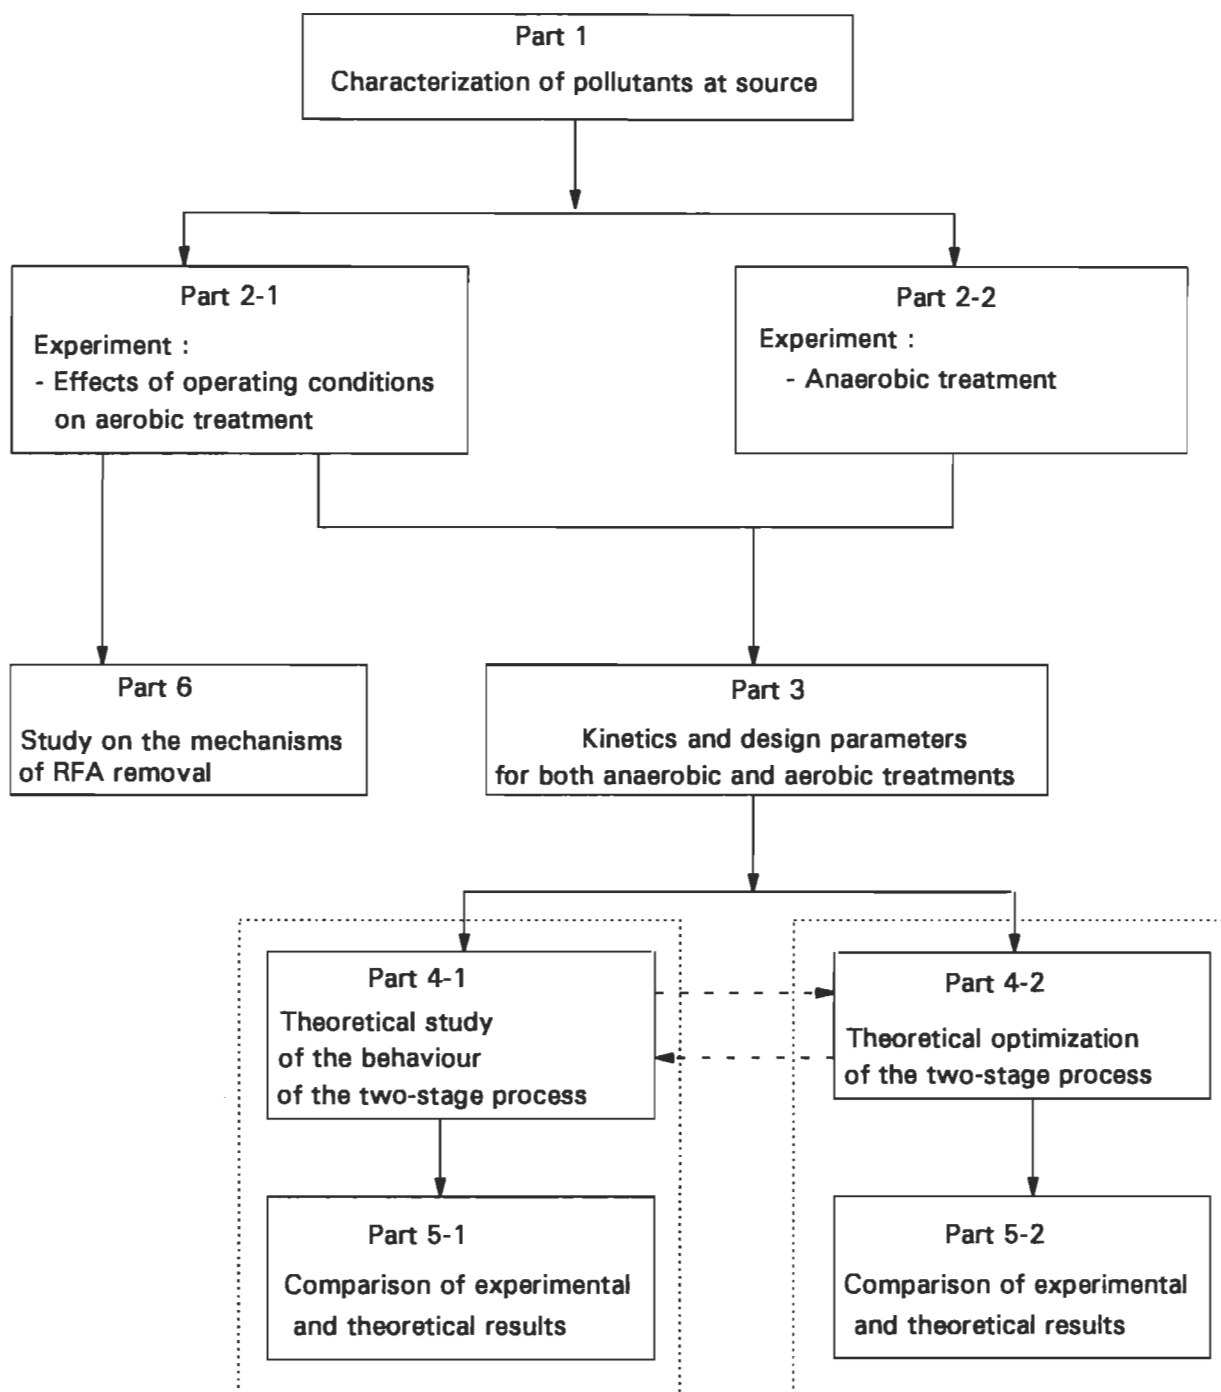 Part 1
Characterization of pollutants at source
Part 2-1
Experiment :
- Effects of operating conditions
on aerobic treatment
Part 2-2
Experiment :
- Anaerobic treatment
Part 6
Study on the mechanisms
of RFA removal
Part 3
Kinetics and design parameters
for both anaerobic and aerobic treatments
Part 4-1
Theoretical study
of the behaviour
of the two-stage process
Part 4-2
Theoretical optimization
of the two-stage process
Part 5-1
Comparison of experimental
and theoretical results
Part 5-2
Comparison of experimental
and theoretical results